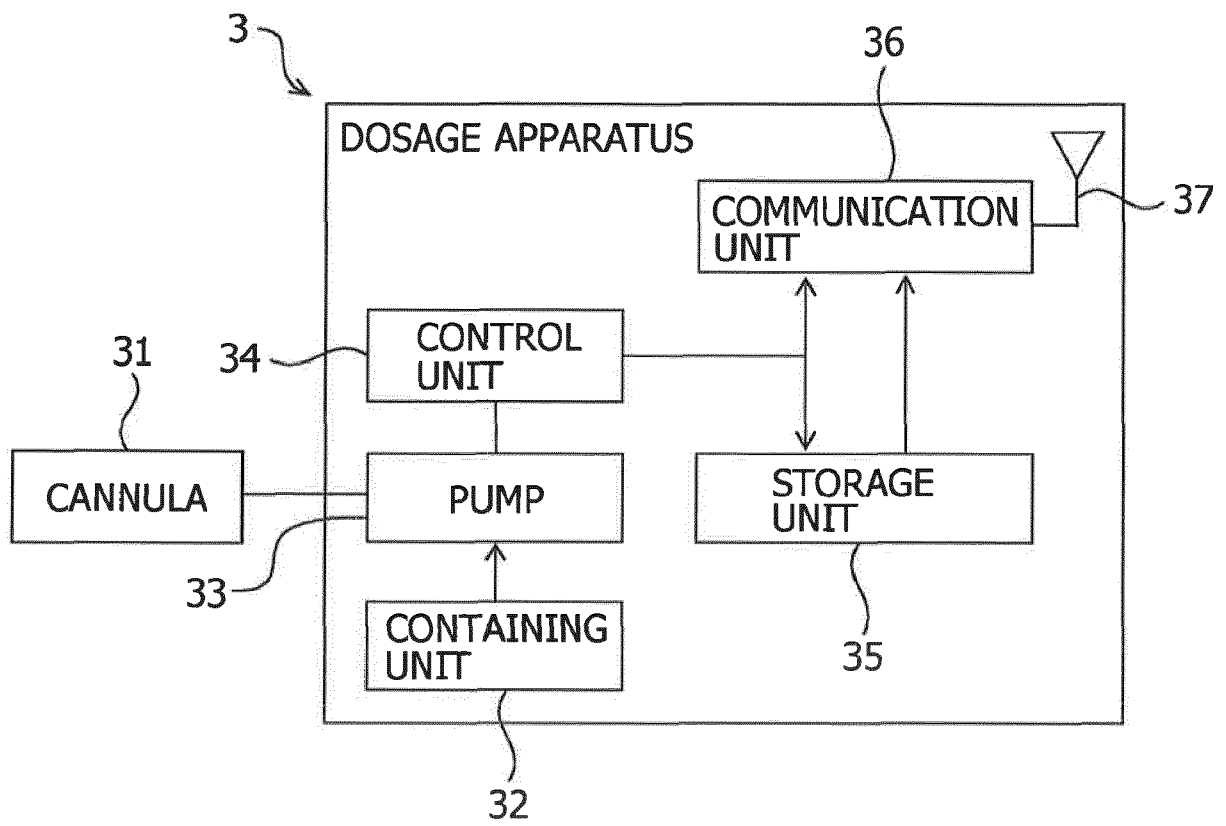 3
36
DOSAGE APPARATUS
COMMUNICATION
UNIT
37
31
34
CONTROL
UNIT
CANNULA
PUMP
STORAGE
UNIT
33
CONTAINING
UNIT
35
32